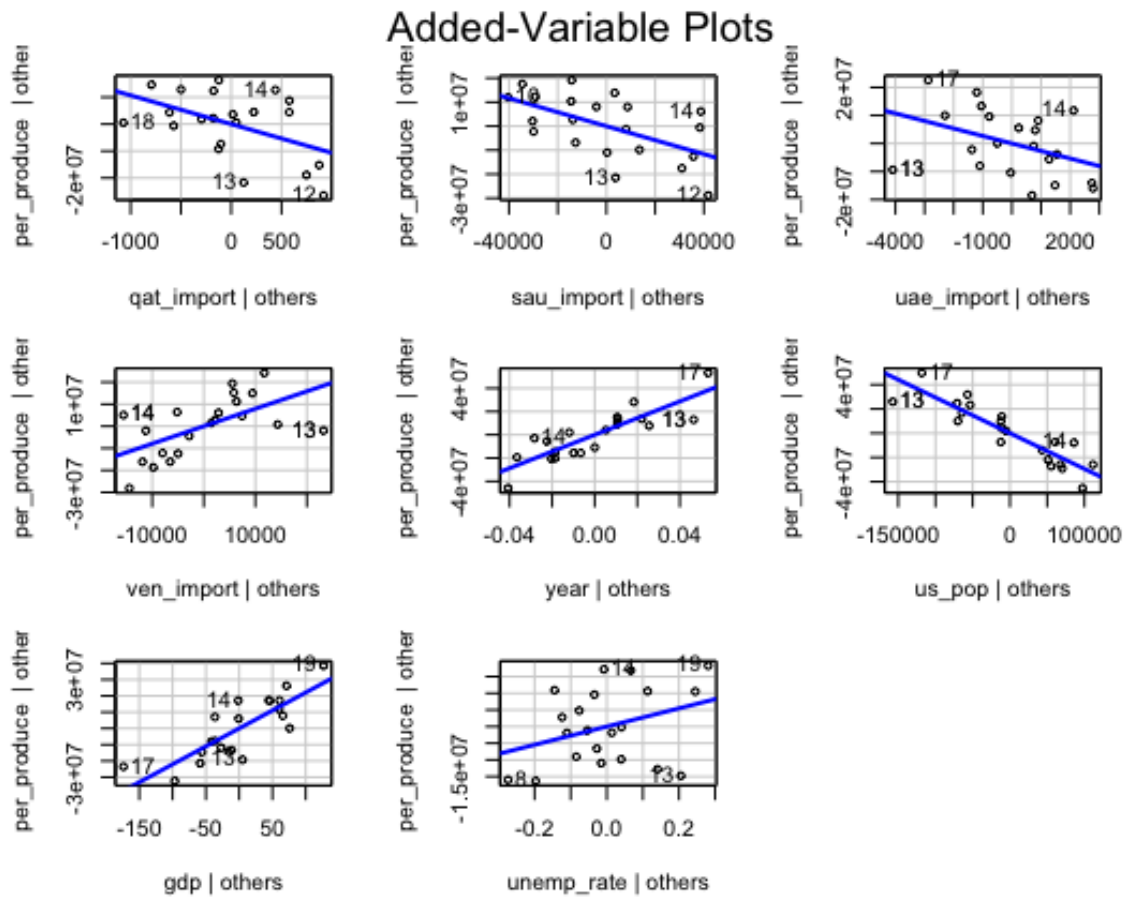 Added-Variable Plots
per_produce | other
-2e+07
14
18
13
12
-1000 0 500
qat_import | others
per_produce | other
-3e+07 1e+07
14
13
12
-40000 0 40000
sau_import | others
per_produce | other
-2e+07 2e+07
17
14
13
-4000 -1000 2000
uae_import | others
per_produce | other
-3e+07 1e+07
14
13
-10000 10000
ven_import | others
per_produce | other
-4e+07 4e+07
17
13
14
-0.04 0.00 0.04
year | others
per_produce | other
-4e+07 4e+07
17
13
14
-150000 0 100000
us_pop | others
per_produce | other
-3e+07 3e+07
19
14
13
17
-150 -50 50
gdp | others
per_produce | other
-1.5e+07
14
19
8
13
-0.2 0.0 0.2
unemp_rate | others